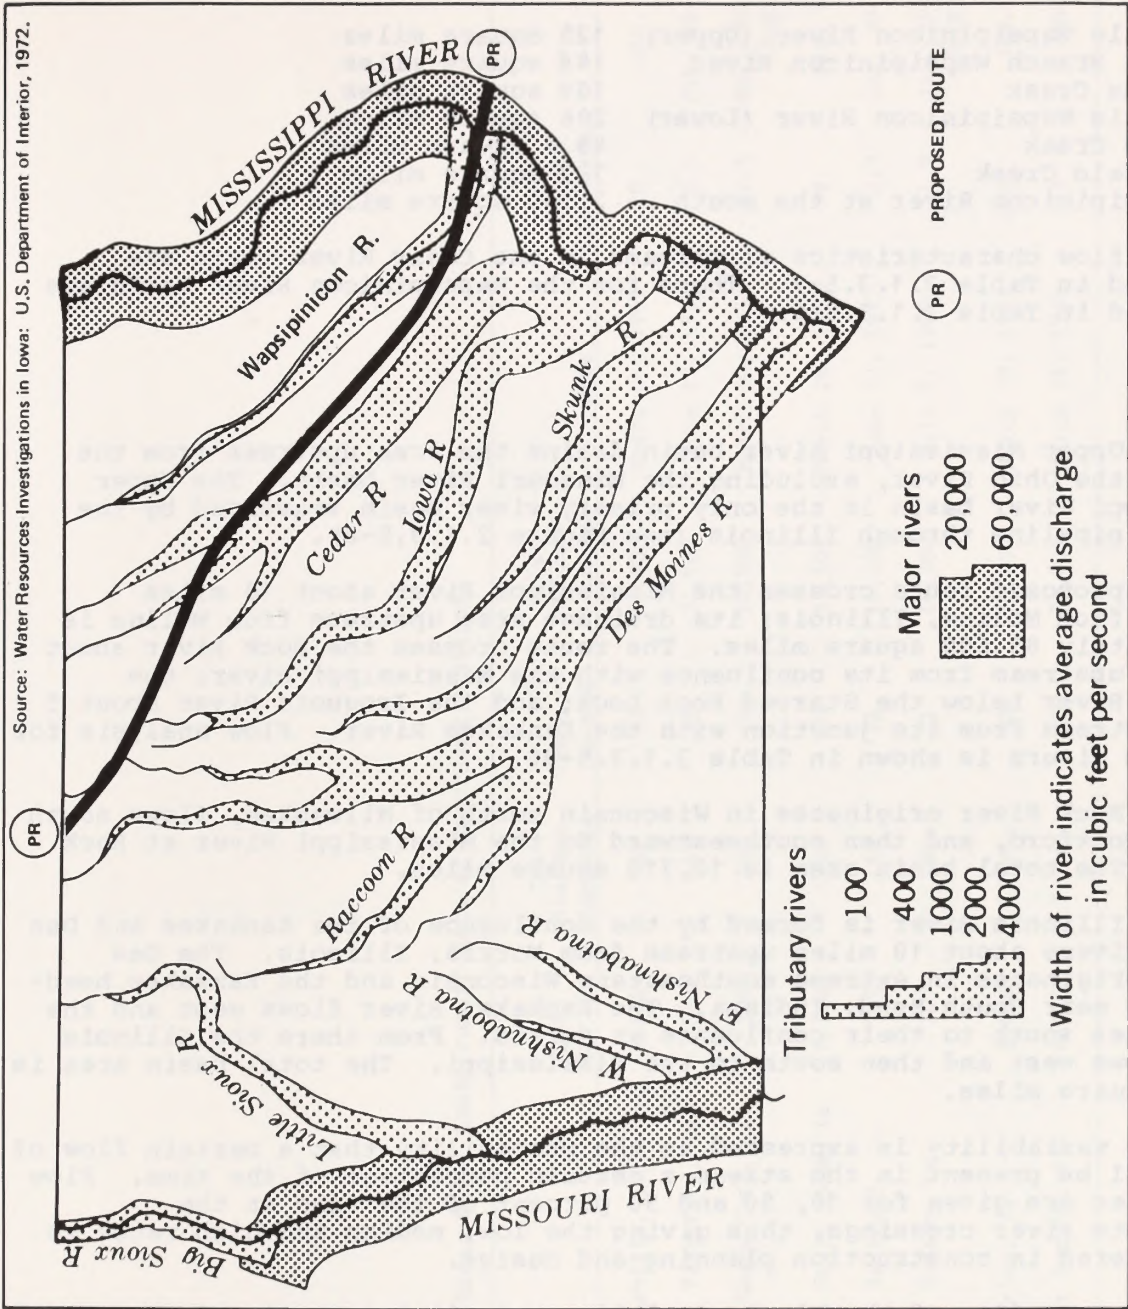 Source: Water Resources Investigations in Iowa: U.S. Department of Interior, 1972.
MISSISSIPPI RIVER
PR
PR
Wapsipinicon R.
Cedar R
Iowa R
Skunk R
Des Moines R
Raccoon R
E Nishnabotna R
W Nishnabotna R
Little Sioux R
Big Sioux R
MISSOURI RIVER
PR PROPOSED ROUTE
Tributary rivers
100
400
1000
2000
4000
Major rivers
20 000
60 000
Width of river indicates average discharge
in cubic feet per second